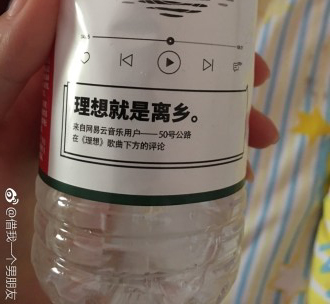 理想就是离乡。
来自网易云音乐用户——50号公路
在《理想》歌曲下方的评论
@借我一个男朋友